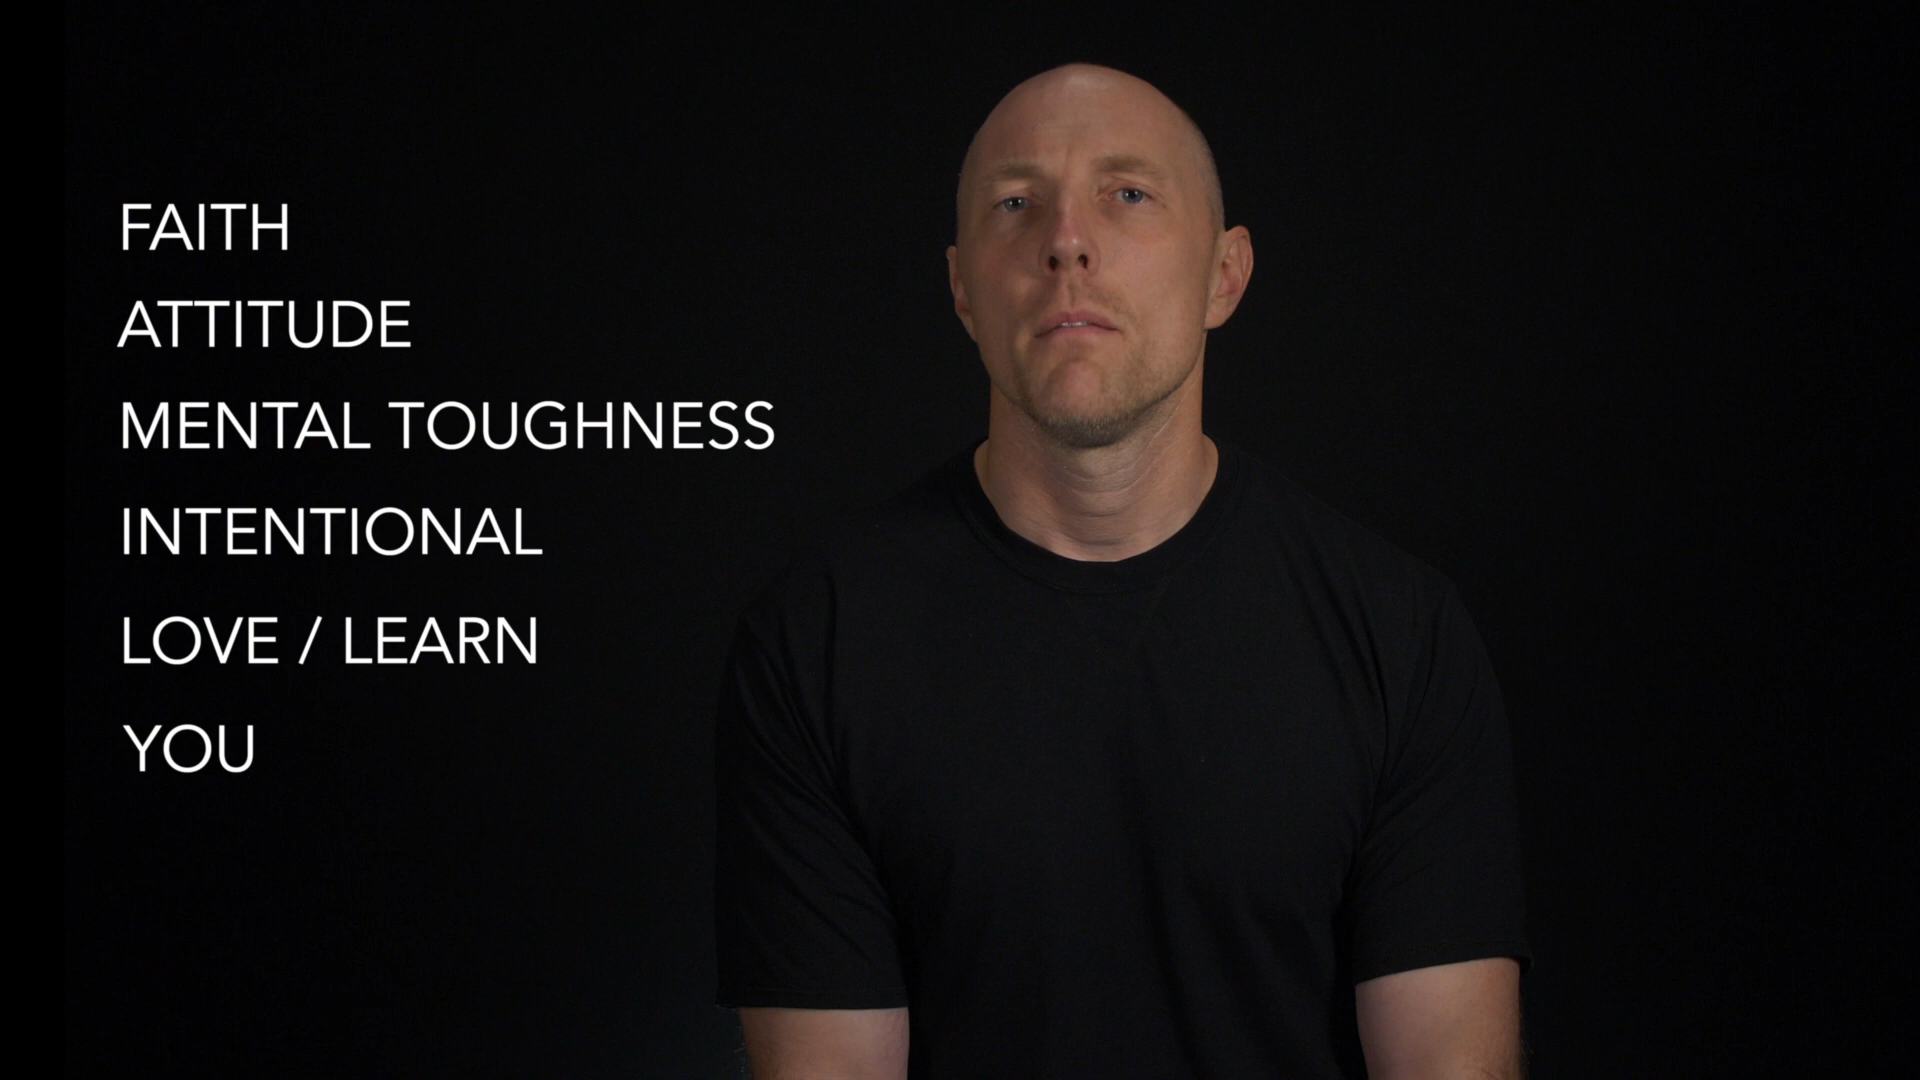 FAITH
ATTITUDE
MENTAL TOUGHNESS
INTENTIONAL
LOVE / LEARN
YOU